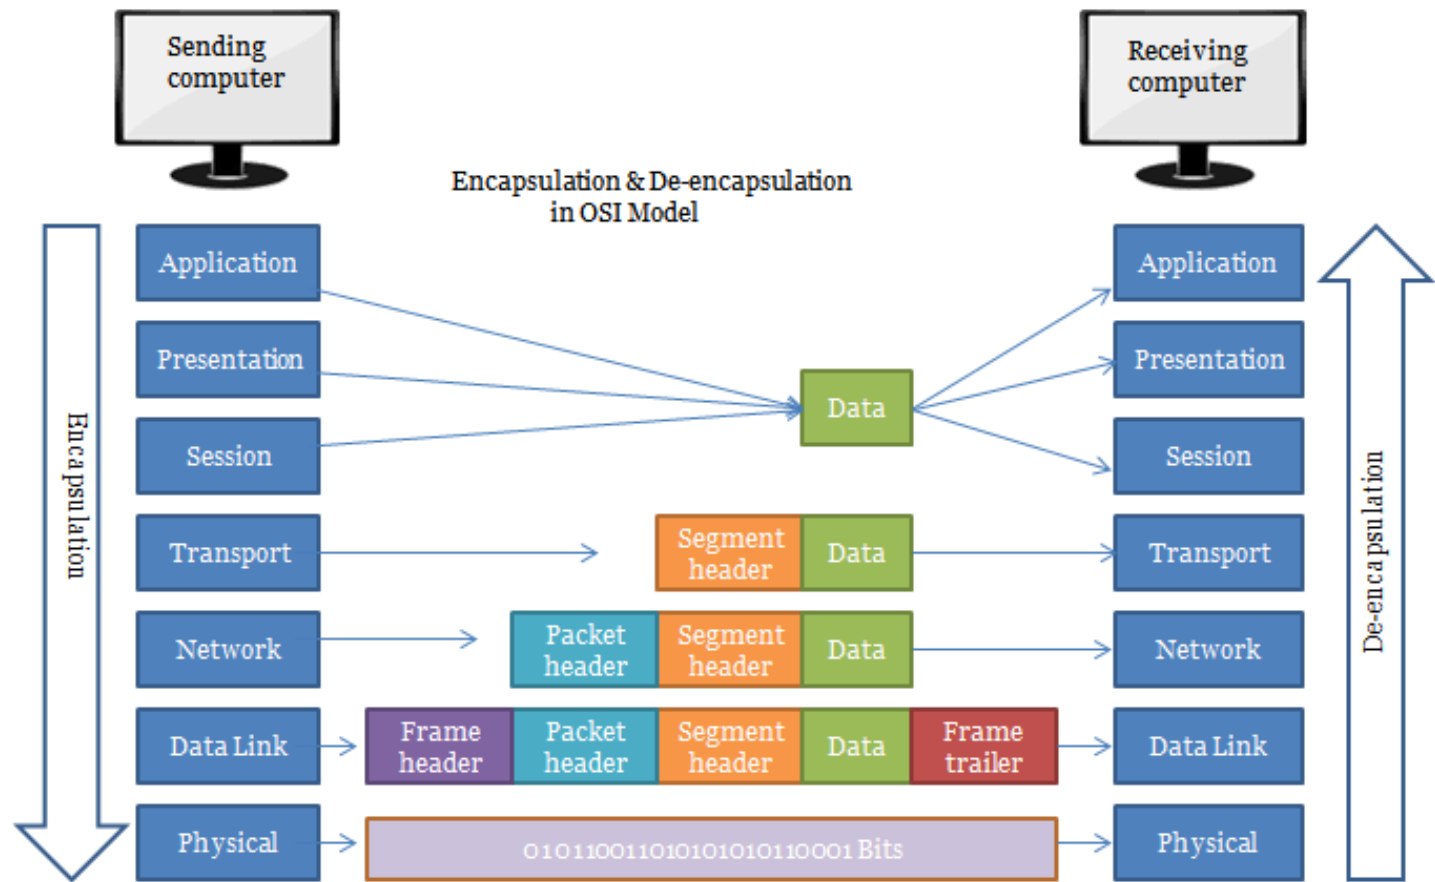 Sending
computer
Receiving
computer
Encapsulation & De-encapsulation
in OSI Model
Encapsulation
Application
Presentation
Session
Transport
Network
Data Link
Physical
Data
Segment
header
Data
Packet
header
Segment
header
Data
Frame
header
Packet
header
Segment
header
Data
Frame
trailer
0101100110101010101100​01 Bits
Application
Presentation
Session
Transport
Network
Data Link
Physical
De-encapsulation